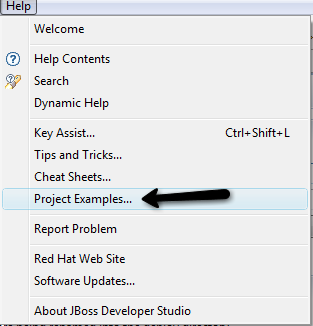 Help
Welcome
Help Contents
Search
Dynamic Help
Key Assist... Ctrl+Shift+L
Tips and Tricks...
Cheat Sheets...
Project Examples...
Report Problem
Red Hat Web Site
Software Updates...
About JBoss Developer Studio